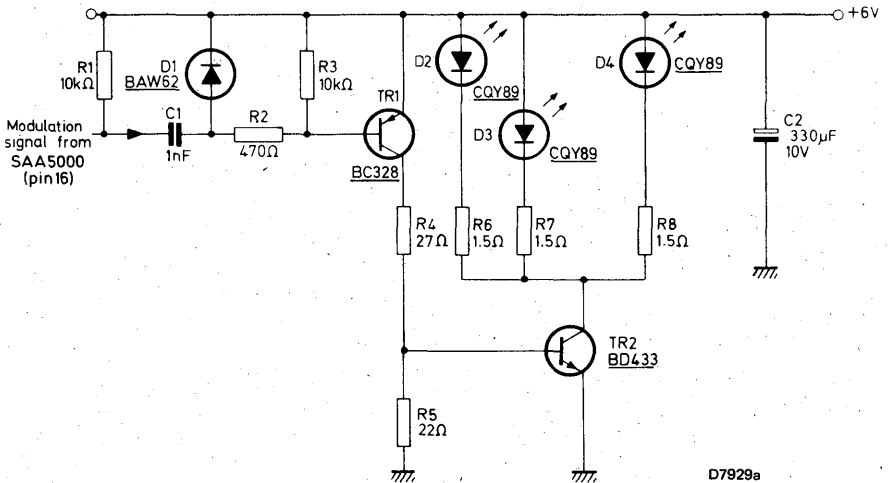 +6V
R1
10kΩ
D1
BAW62
R3
10kΩ
D2
CQY89
D3
CQY89
D4
CQY89
TR1
BC328
Modulation
signal from
SAA5000
(pin16)
C1
1nF
R2
470Ω
C2
330µF
10V
R4
27Ω
R6
1.5Ω
R7
1.5Ω
R8
1.5Ω
TR2
BD433
R5
22Ω
D7929a